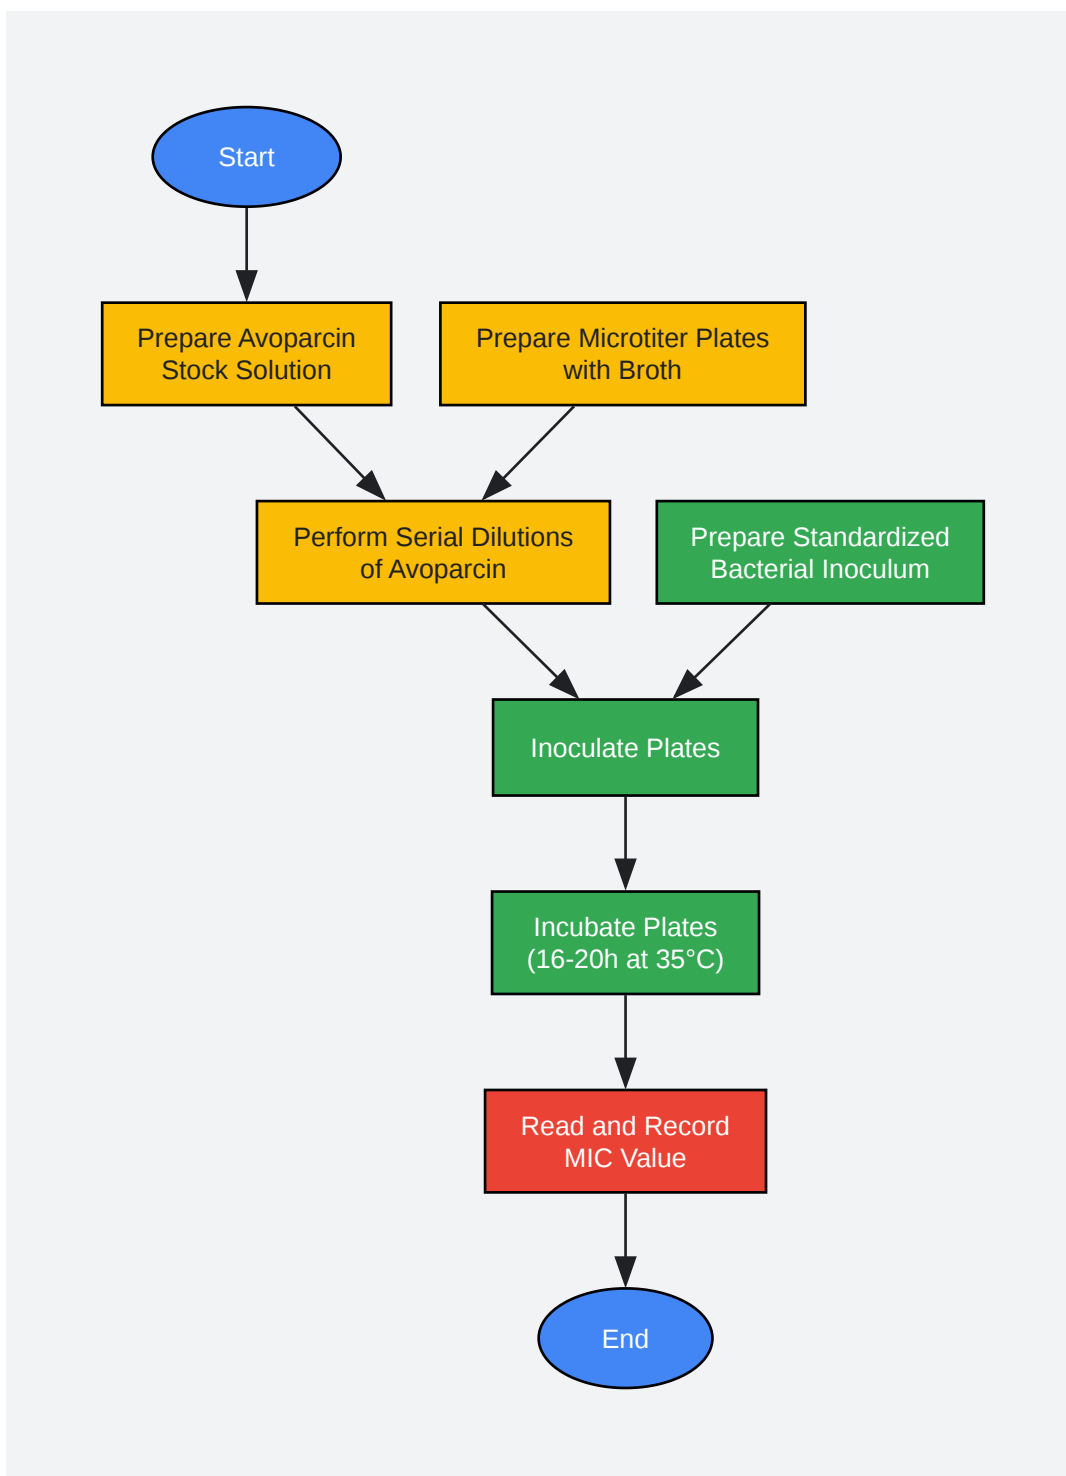 Start
Prepare Avoparcin
Stock Solution
Prepare Microtiter Plates
with Broth
Perform Serial Dilutions
of Avoparcin
Prepare Standardized
Bacterial Inoculum
Inoculate Plates
Incubate Plates
(16-20h at 35°C)
Read and Record
MIC Value
End